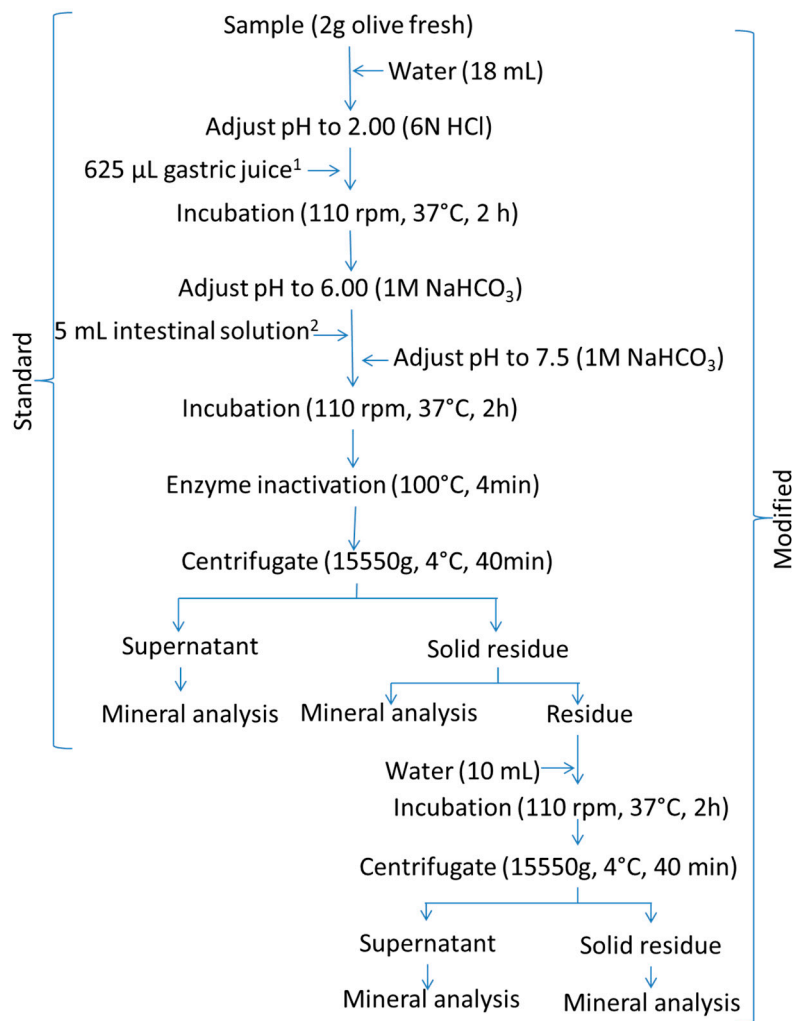 Sample (2g olive fresh)
Water (18 mL)
Adjust pH to 2.00 (6N HCl)
625 µL gastric juice¹
Incubation (110 rpm, 37°C, 2 h)
Adjust pH to 6.00 (1M NaHCO₃)
5 mL intestinal solution²
Adjust pH to 7.5 (1M NaHCO₃)
Incubation (110 rpm, 37°C, 2h)
Enzyme inactivation (100°C, 4min)
Centrifugate (15550g, 4°C, 40min)
Supernatant
Solid residue
Mineral analysis
Mineral analysis
Residue
Water (10 mL)
Incubation (110 rpm, 37°C, 2h)
Centrifugate (15550g, 4°C, 40 min)
Supernatant
Solid residue
Mineral analysis
Mineral analysis
Standard
Modified